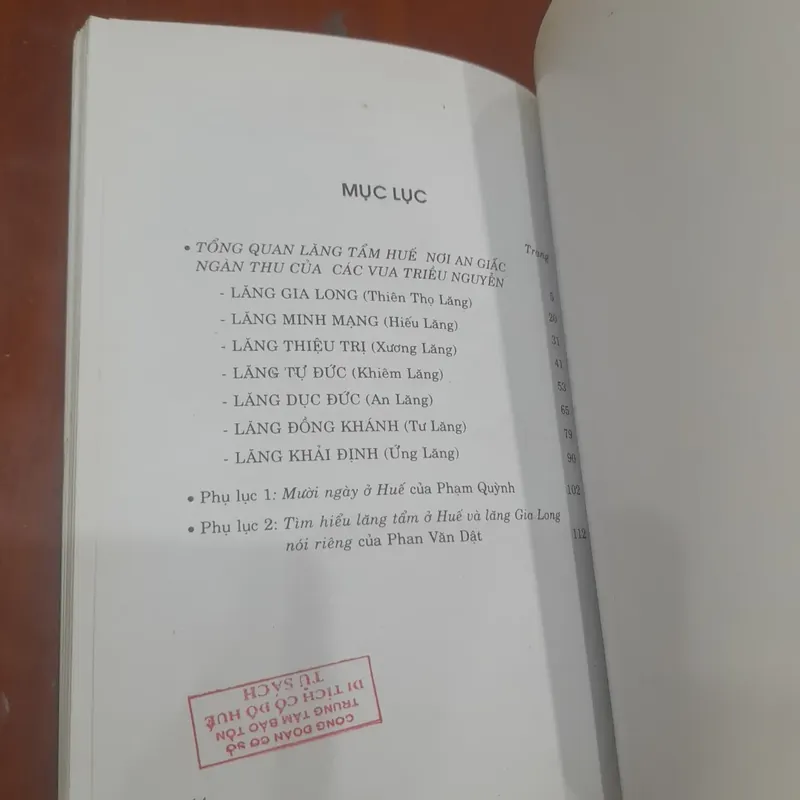 MỤC LỤC
Trang
• TỔNG QUAN LĂNG TẨM HUẾ NƠI AN GIẤC
NGÀN THU CỦA CÁC VUA TRIỀU NGUYỄN 5
- LĂNG GIA LONG (Thiên Thọ Lăng) 20
- LĂNG MINH MẠNG (Hiếu Lăng) 31
- LĂNG THIỆU TRỊ (Xương Lăng) 41
- LĂNG TỰ ĐỨC (Khiêm Lăng) 53
- LĂNG DỤC ĐỨC (An Lăng) 65
- LĂNG ĐỒNG KHÁNH (Tư Lăng) 79
- LĂNG KHẢI ĐỊNH (Ứng Lăng) 90
• Phụ lục 1: Mười ngày ở Huế của Phạm Quỳnh 102
• Phụ lục 2: Tìm hiểu lăng tẩm ở Huế và lăng Gia Long
nói riêng của Phan Văn Dật 112
CÔNG ĐOÀN CƠ SỞ
TRUNG TÂM BẢO TỒN
DI TÍCH CỐ ĐÔ HUẾ
TỦ SÁCH